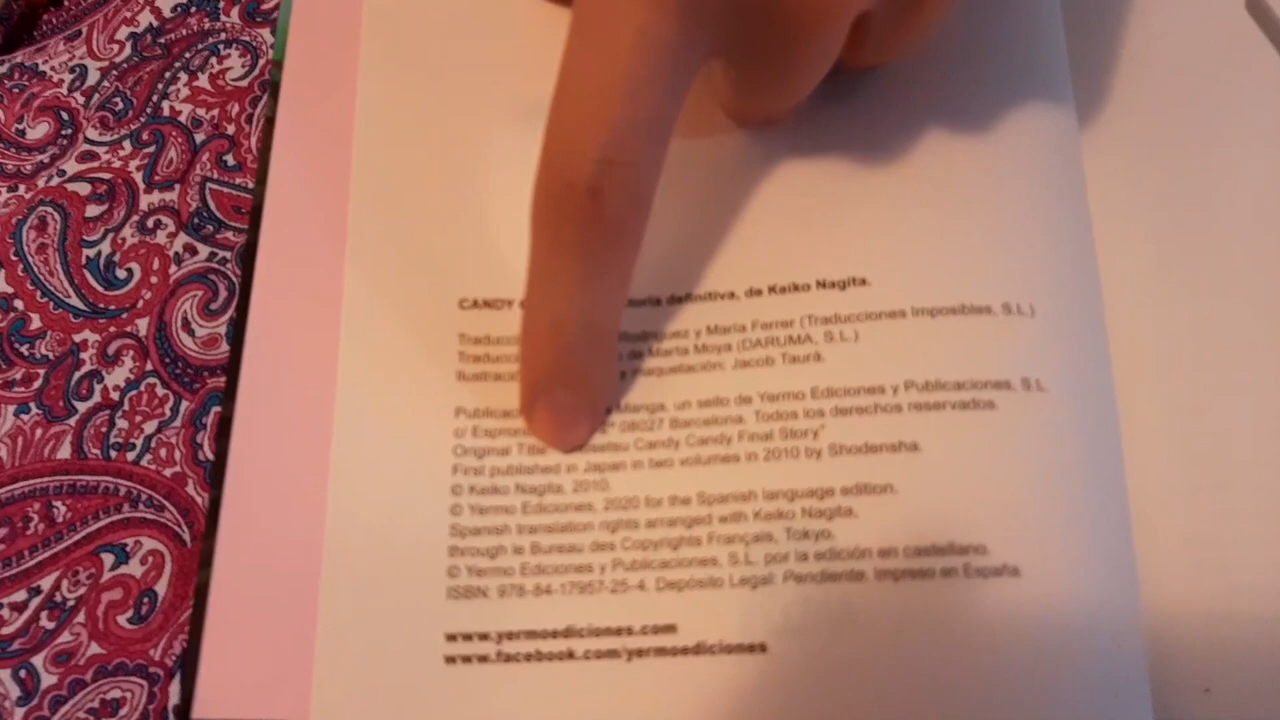 CANDY toria definitiva, de Keiko Nagita.
Traducci Rodríguez y María Ferrer (Traducciones Imposibles, S.L.)
Traducci de Marta Moya (DARUMA, S.L.)
Ilustració maquetación: Jacob Taurà.
Publicac Manga, un sello de Yermo Ediciones y Publicaciones, S.L.
c/ Espron 08027 Barcelona. Todos los derechos reservados.
Original Title Candy Candy Final Story"
First published in Japan in two volumes in 2010 by Shodensha.
© Keiko Nagita, 2010.
© Yermo Ediciones, 2020 for the Spanish language edition.
Spanish translation rights arranged with Keiko Nagita,
through le Bureau des Copyrights Français, Tokyo.
© Yermo Ediciones y Publicaciones, S.L. por la edición en castellano.
ISBN: 978-84-17957-25-4. Depósito Legal: Pendiente. Impreso en España
www.yermoediciones.com
www.facebook.com/yermoediciones